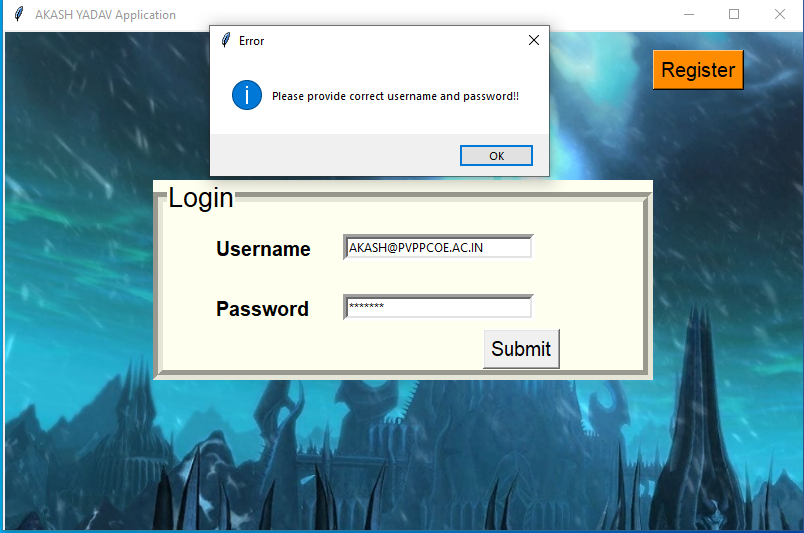 AKASH YADAV Application
Error
Please provide correct username and password!!
OK
Register
Login
Username
AKASH@PVPPCOE.AC.IN
Password
*******
Submit